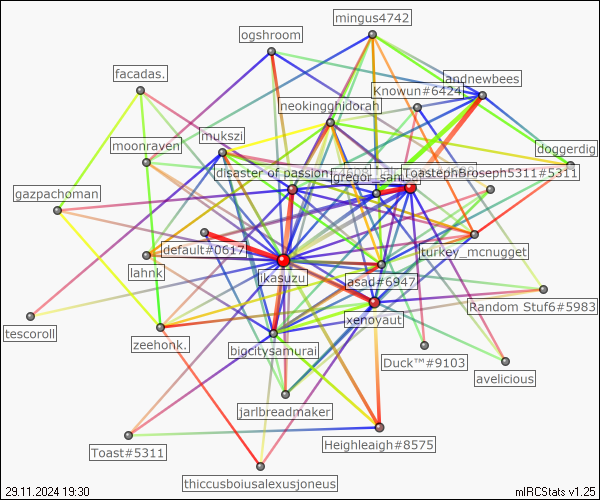 mingus4742
ogshroom
facadas.
andnewbees
Knowun#6424
neokingghidorah
mukszi
moonraven
doggerdig
disaster of passion
gregor_samsa
ToastephBroseph5311#5311
gazpachoman
default#0617
turkey_mcnugget
lahnk
ikasuzu
asad#6947
Random Stuf6#5983
tescoroll
xenoyaut
zeehonk.
bigcitysamurai
Duck™#9103
avelicious
jarlbreadmaker
Toast#5311
Heighleaigh#8575
thiccusboiusalexusjoneus
29.11.2024 19:30
mIRCStats v1.25